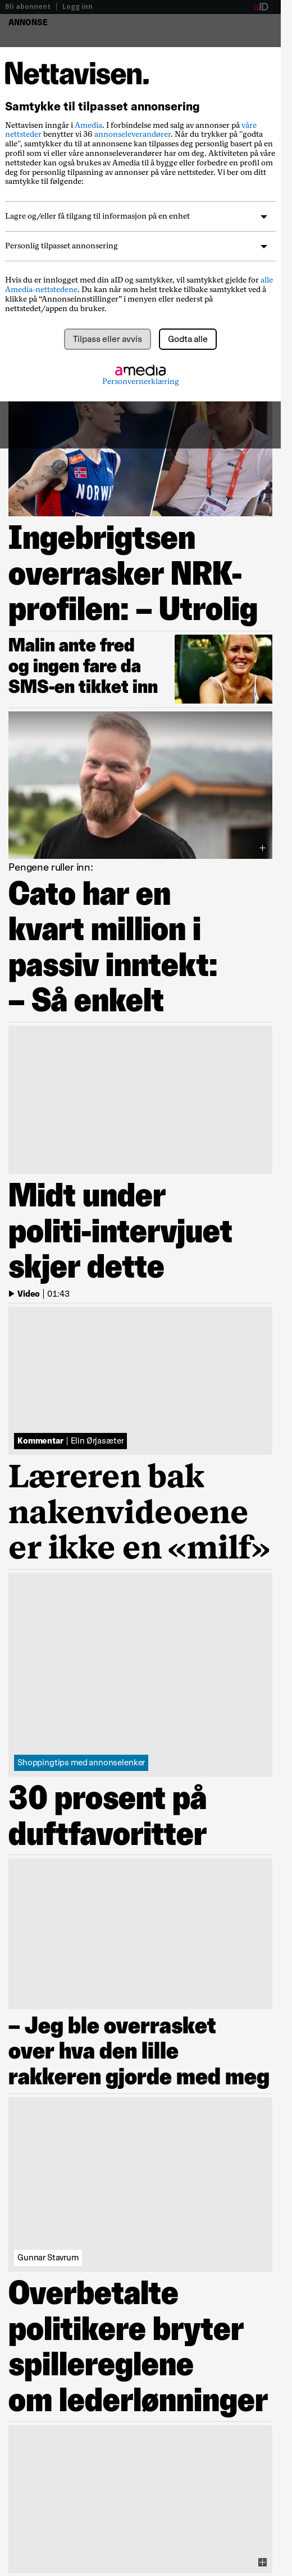 Bli abonnent | Logg inn
aID
ANNONSE
Nettavisen.
Samtykke til tilpasset annonsering
Nettavisen inngår i Amedia. I forbindelse med salg av annonser på våre
nettsteder benytter vi 36 annonseleverandører. Når du trykker på "godta
alle", samtykker du til at annonsene kan tilpasses deg personlig basert på en
profil som vi eller våre annonseleverandører har om deg. Aktiviteten på våre
nettsteder kan også brukes av Amedia til å bygge eller forbedre en profil om
deg for personlig tilpasning av annonser på våre nettsteder. Vi ber om ditt
samtykke til følgende:
Lagre og/eller få tilgang til informasjon på en enhet
Personlig tilpasset annonsering
Hvis du er innlogget med din aID og samtykker, vil samtykket gjelde for alle
Amedia-nettstedene. Du kan når som helst trekke tilbake samtykket ved å
klikke på “Annonseinnstillinger” i menyen eller nederst på
nettstedet/appen du bruker.
Tilpass eller avvis
Godta alle
amedia
Personvernerklæring
NORW
Ingebrigtsen
overrasker NRK-
profilen: – Utrolig
Malin ante fred
og ingen fare da
SMS-en tikket inn
Pengene ruller inn:
Cato har en
kvart million i
passiv inntekt:
– Så enkelt
Midt under
politi-intervjuet
skjer dette
Video | 01:43
Kommentar | Elin Ørjasæter
Læreren bak
nakenvideoene
er ikke en «milf»
Shoppingtips med annonselenker
30 prosent på
duftfavoritter
– Jeg ble overrasket
over hva den lille
rakkeren gjorde med meg
Gunnar Stavrum
Overbetalte
politikere bryter
spillereglene
om lederlønninger